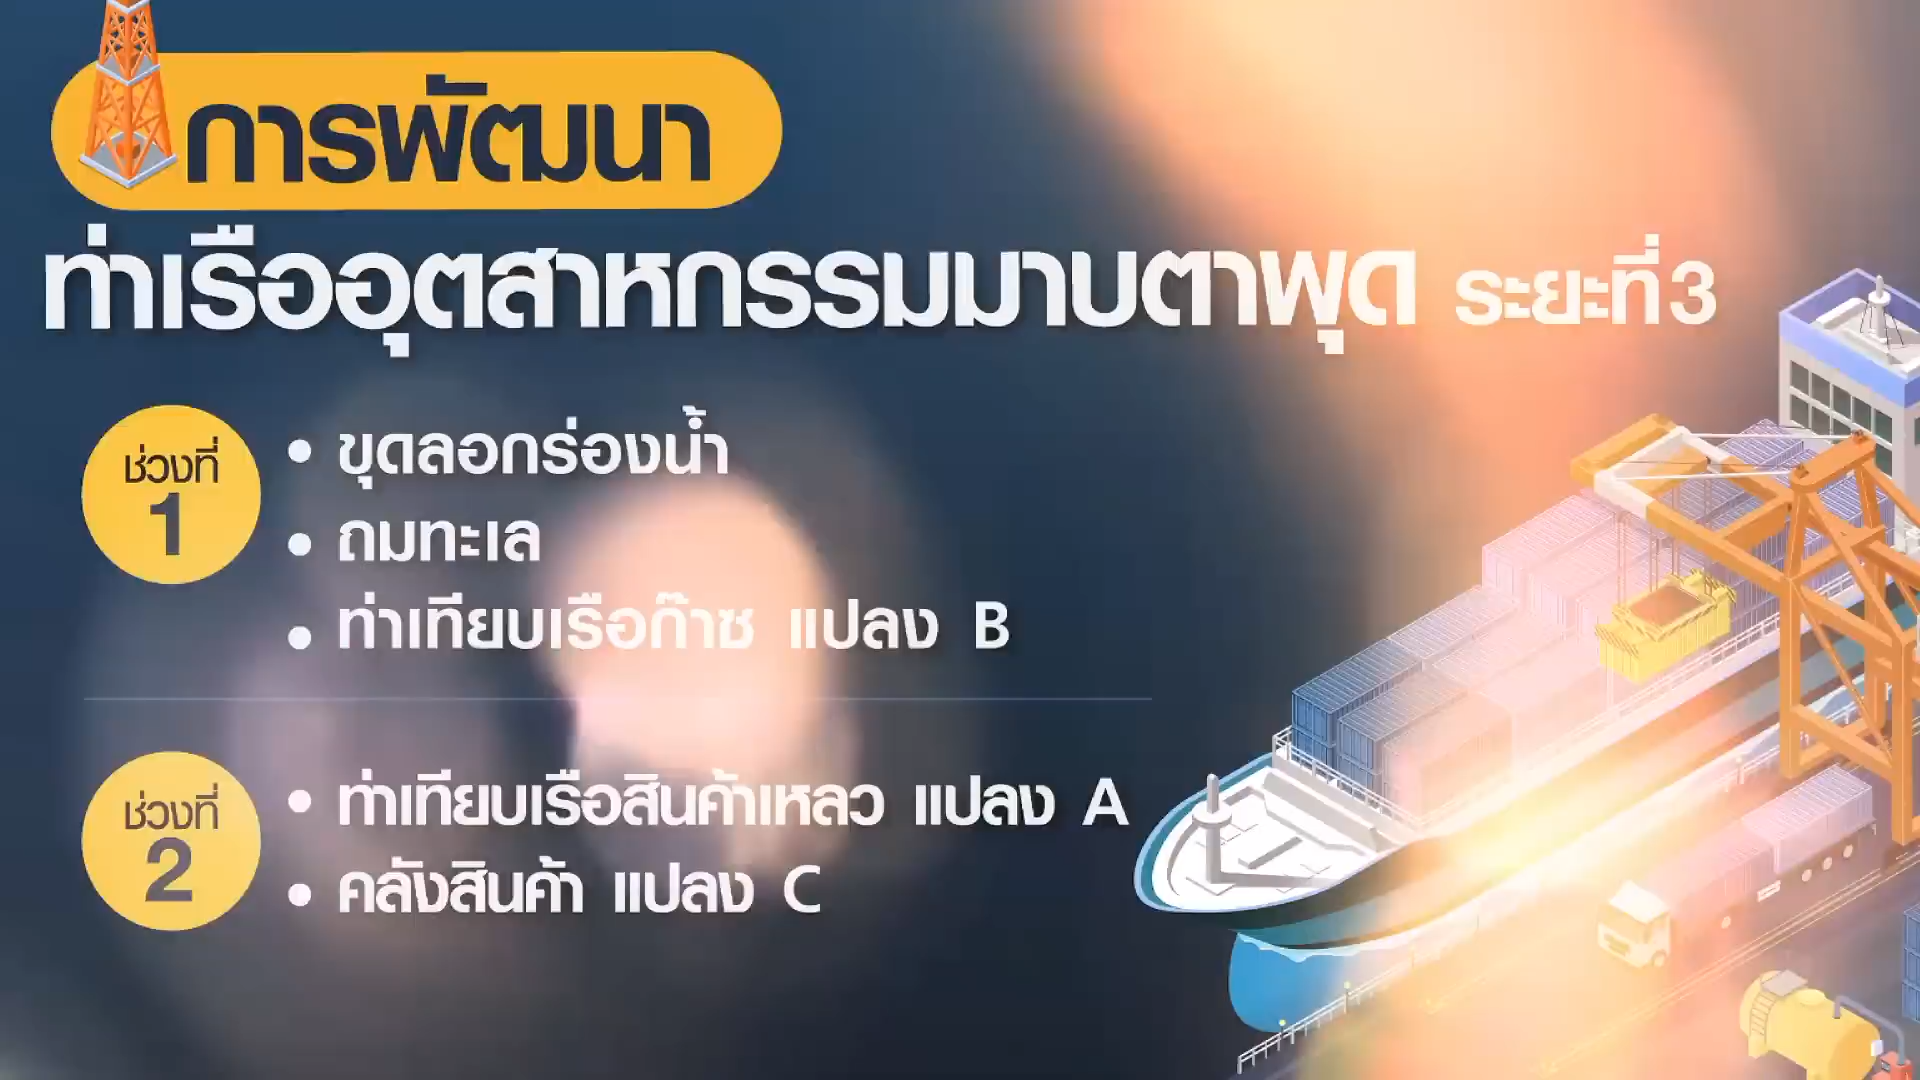 การพัฒนา
ท่าเรืออุตสาหกรรมมาบตาพุด ระยะที่ 3
ช่วงที่
1
• ขุดลอกร่องน้ำ
• ถมทะเล
• ท่าเทียบเรือก๊าซ แปลง B
ช่วงที่
2
• ท่าเทียบเรือสินค้าเหลว แปลง A
• คลังสินค้า แปลง C